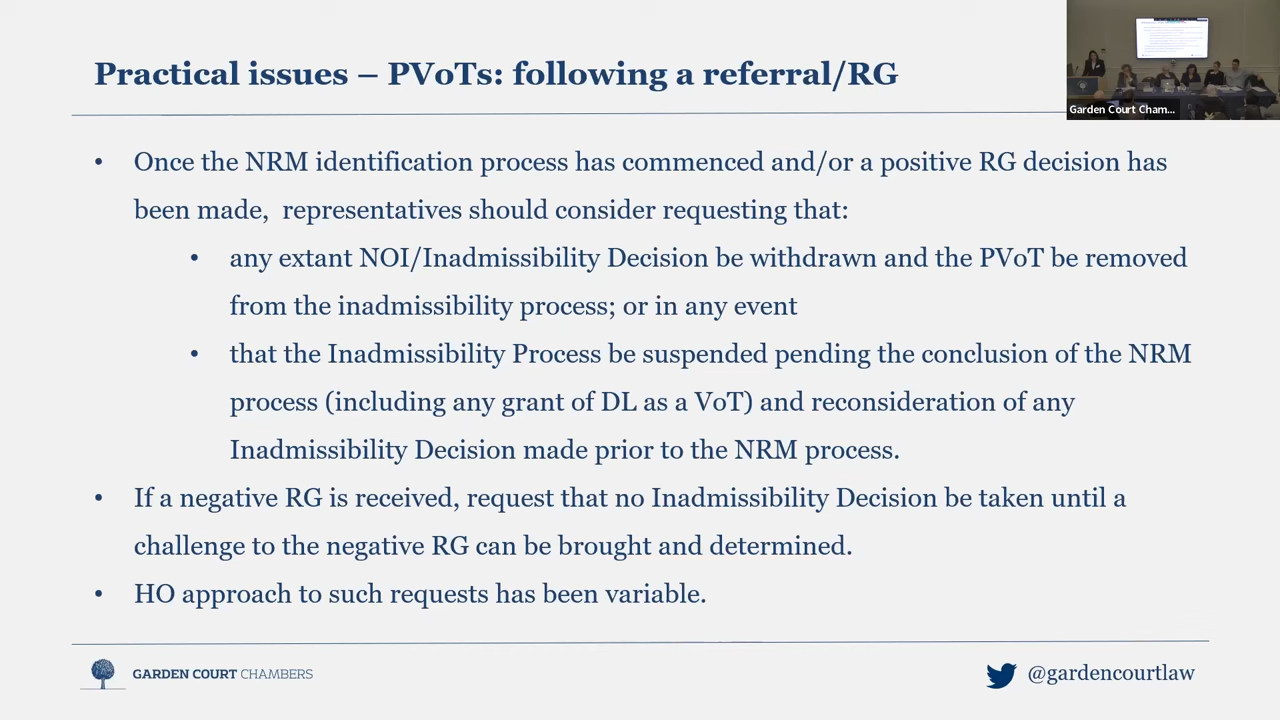 Practical issues – PVoTs: following a referral/RG
Garden Court Cham...
• Once the NRM identification process has commenced and/or a positive RG decision has
been made,  representatives should consider requesting that:
• any extant NOI/Inadmissibility Decision be withdrawn and the PVoT be removed
from the inadmissibility process; or in any event
• that the Inadmissibility Process be suspended pending the conclusion of the NRM
process (including any grant of DL as a VoT) and reconsideration of any
Inadmissibility Decision made prior to the NRM process.
• If a negative RG is received, request that no Inadmissibility Decision be taken until a
challenge to the negative RG can be brought and determined.
• HO approach to such requests has been variable.
GARDEN COURT CHAMBERS
@gardencourtlaw